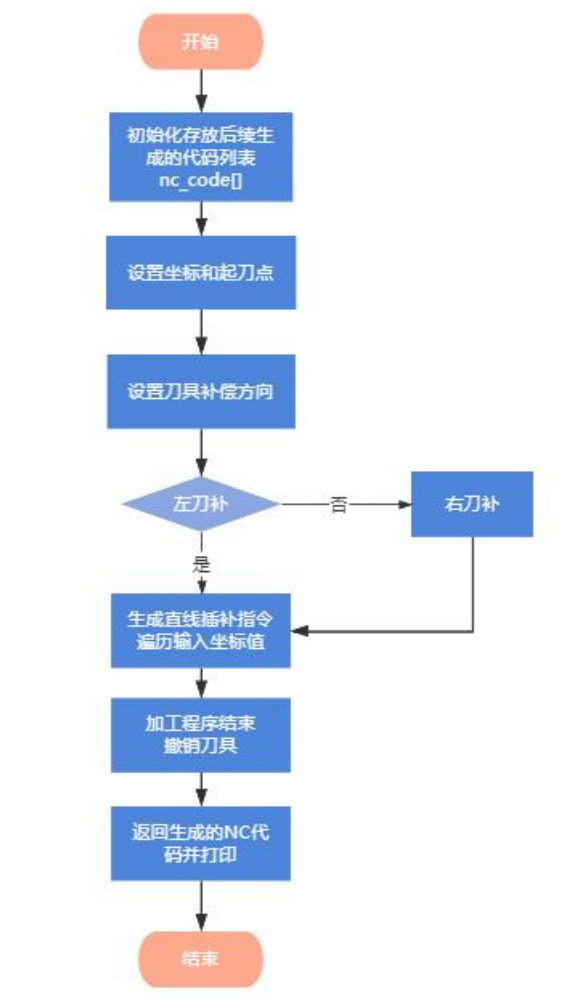 开始
初始化存放后续生
成的代码列表
nc_code[]
设置坐标和起刀点
设置刀具补偿方向
左刀补
否
右刀补
是
生成直线插补指令
遍历输入坐标值
加工程序结束
撤销刀具
返回生成的NC代
码并打印
结束